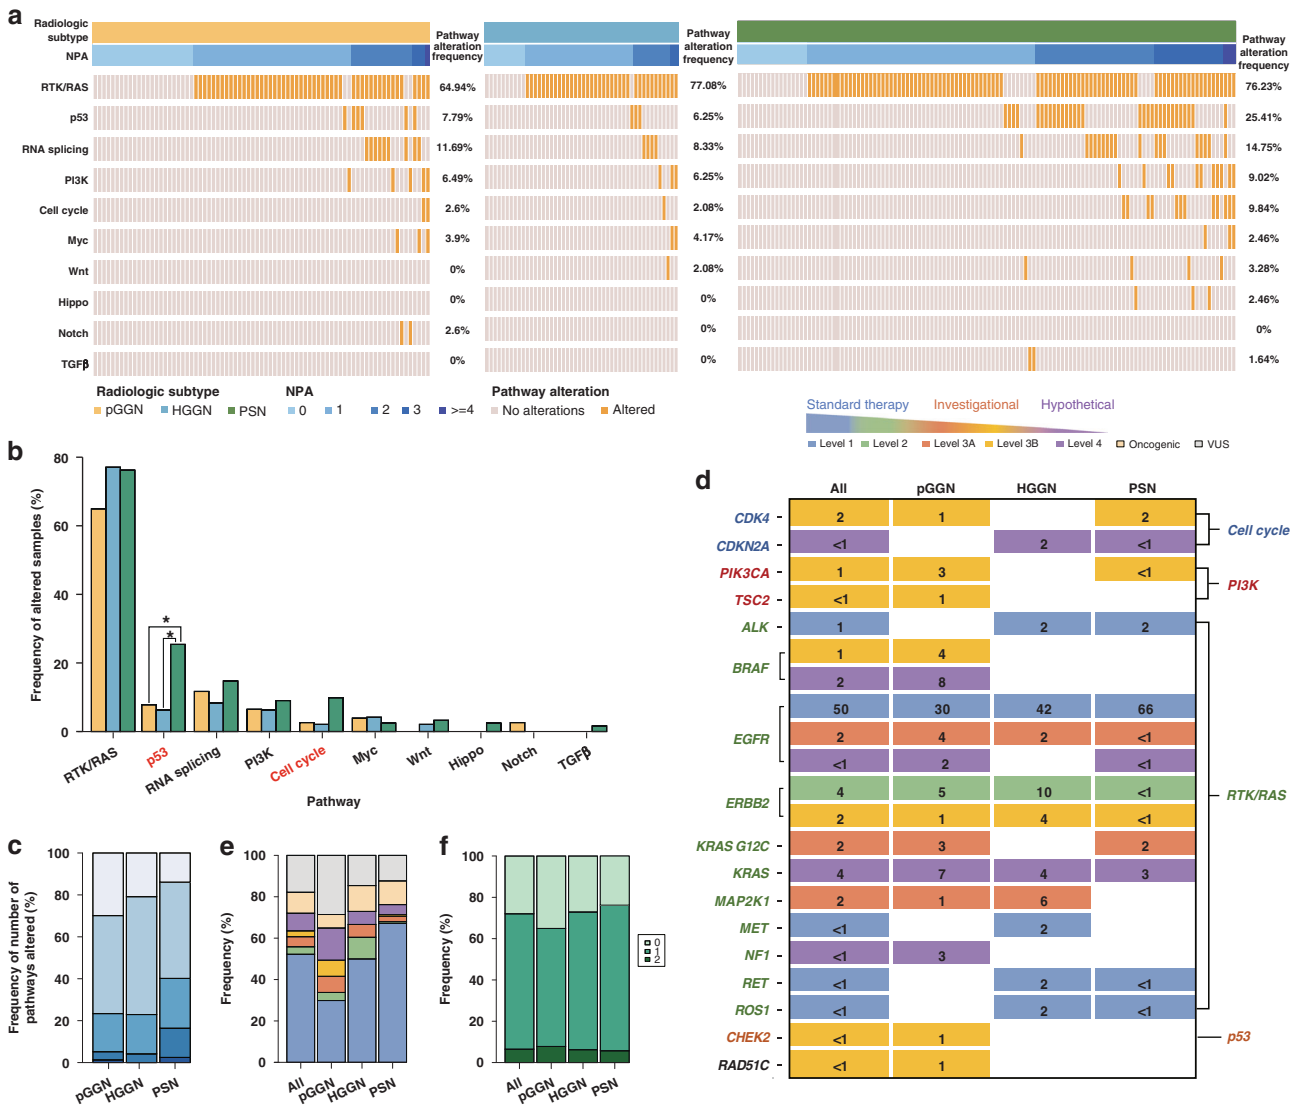 a
Radiologic subtype
NPA
Pathway alteration frequency
Pathway alteration frequency
Pathway alteration frequency
RTK/RAS 64.94% 77.08% 76.23%
p53 7.79% 6.25% 25.41%
RNA splicing 11.69% 8.33% 14.75%
PI3K 6.49% 6.25% 9.02%
Cell cycle 2.6% 2.08% 9.84%
Myc 3.9% 4.17% 2.46%
Wnt 0% 2.08% 3.28%
Hippo 0% 0% 2.46%
Notch 2.6% 0% 0%
TGFβ 0% 0% 1.64%
Radiologic subtype NPA Pathway alteration
pGGN HGGN PSN 0 1 2 3 >=4 No alterations Altered
Standard therapy Investigational Hypothetical
Level 1 Level 2 Level 3A Level 3B Level 4 Oncogenic VUS
b
Frequency of altered samples (%)
80
60
40
20
0
* *
RTK/RAS p53 RNA splicing PI3K Cell cycle Myc Wnt Hippo Notch TGFβ
Pathway
c
Frequency of number of pathways altered (%)
100
80
60
40
20
0
pGGN HGGN PSN
e
Frequency (%)
100
80
60
40
20
0
All pGGN HGGN PSN
f
Frequency (%)
100
80
60
40
20
0
All pGGN HGGN PSN
0
1
2
d
All pGGN HGGN PSN
CDK4 2 1 2
CDKN2A <1 2 <1
Cell cycle
PIK3CA 1 3 <1
TSC2 <1 1
PI3K
ALK 1 2 2
BRAF
1 4
2 8
EGFR
50 30 42 66
2 4 2 <1
<1 2 <1
ERBB2
4 5 10 <1
2 1 4 <1
RTK/RAS
KRAS G12C 2 3 2
KRAS 4 7 4 3
MAP2K1 2 1 6
MET <1 2
NF1 <1 3
RET <1 2 <1
ROS1 <1 2 <1
CHEK2 <1 1
p53
RAD51C <1 1